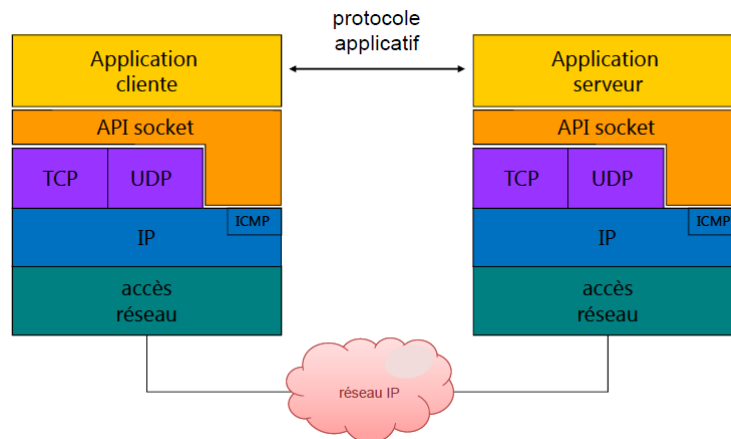 protocole
applicatif
Application
cliente
Application
serveur
API socket
API socket
TCP
UDP
TCP
UDP
ICMP
IP
ICMP
IP
accès
réseau
accès
réseau
réseau IP